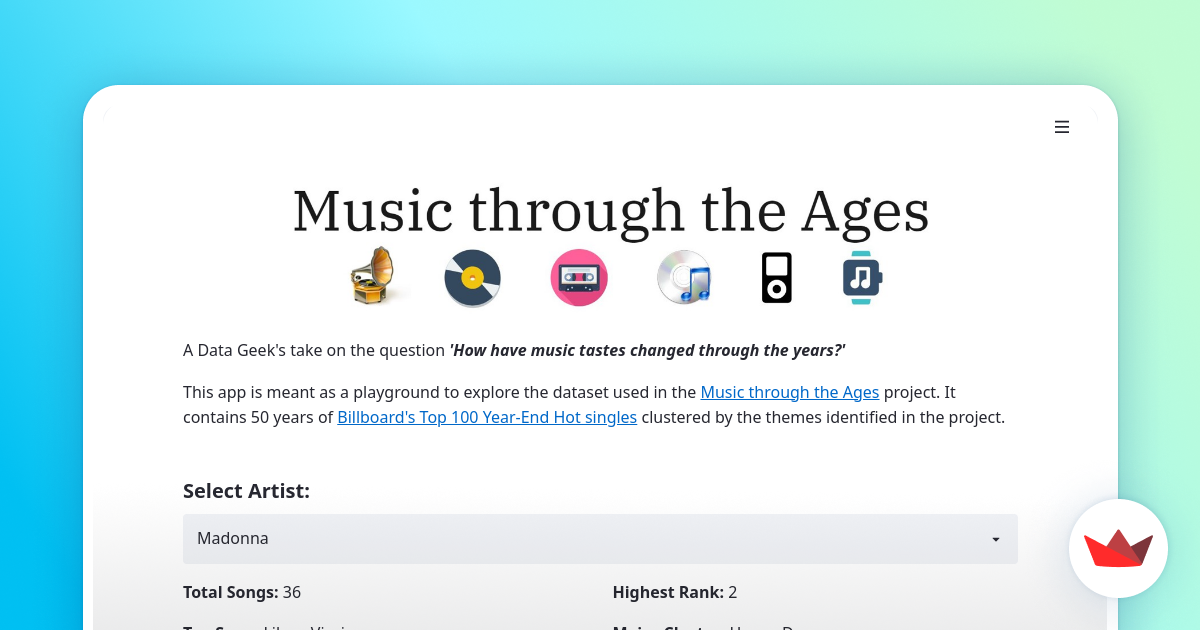 Music through the Ages
A Data Geek's take on the question 'How have music tastes changed through the years?'
This app is meant as a playground to explore the dataset used in the Music through the Ages project. It
contains 50 years of Billboard's Top 100 Year-End Hot singles clustered by the themes identified in the project.
Select Artist:
Madonna
Total Songs: 36
Highest Rank: 2